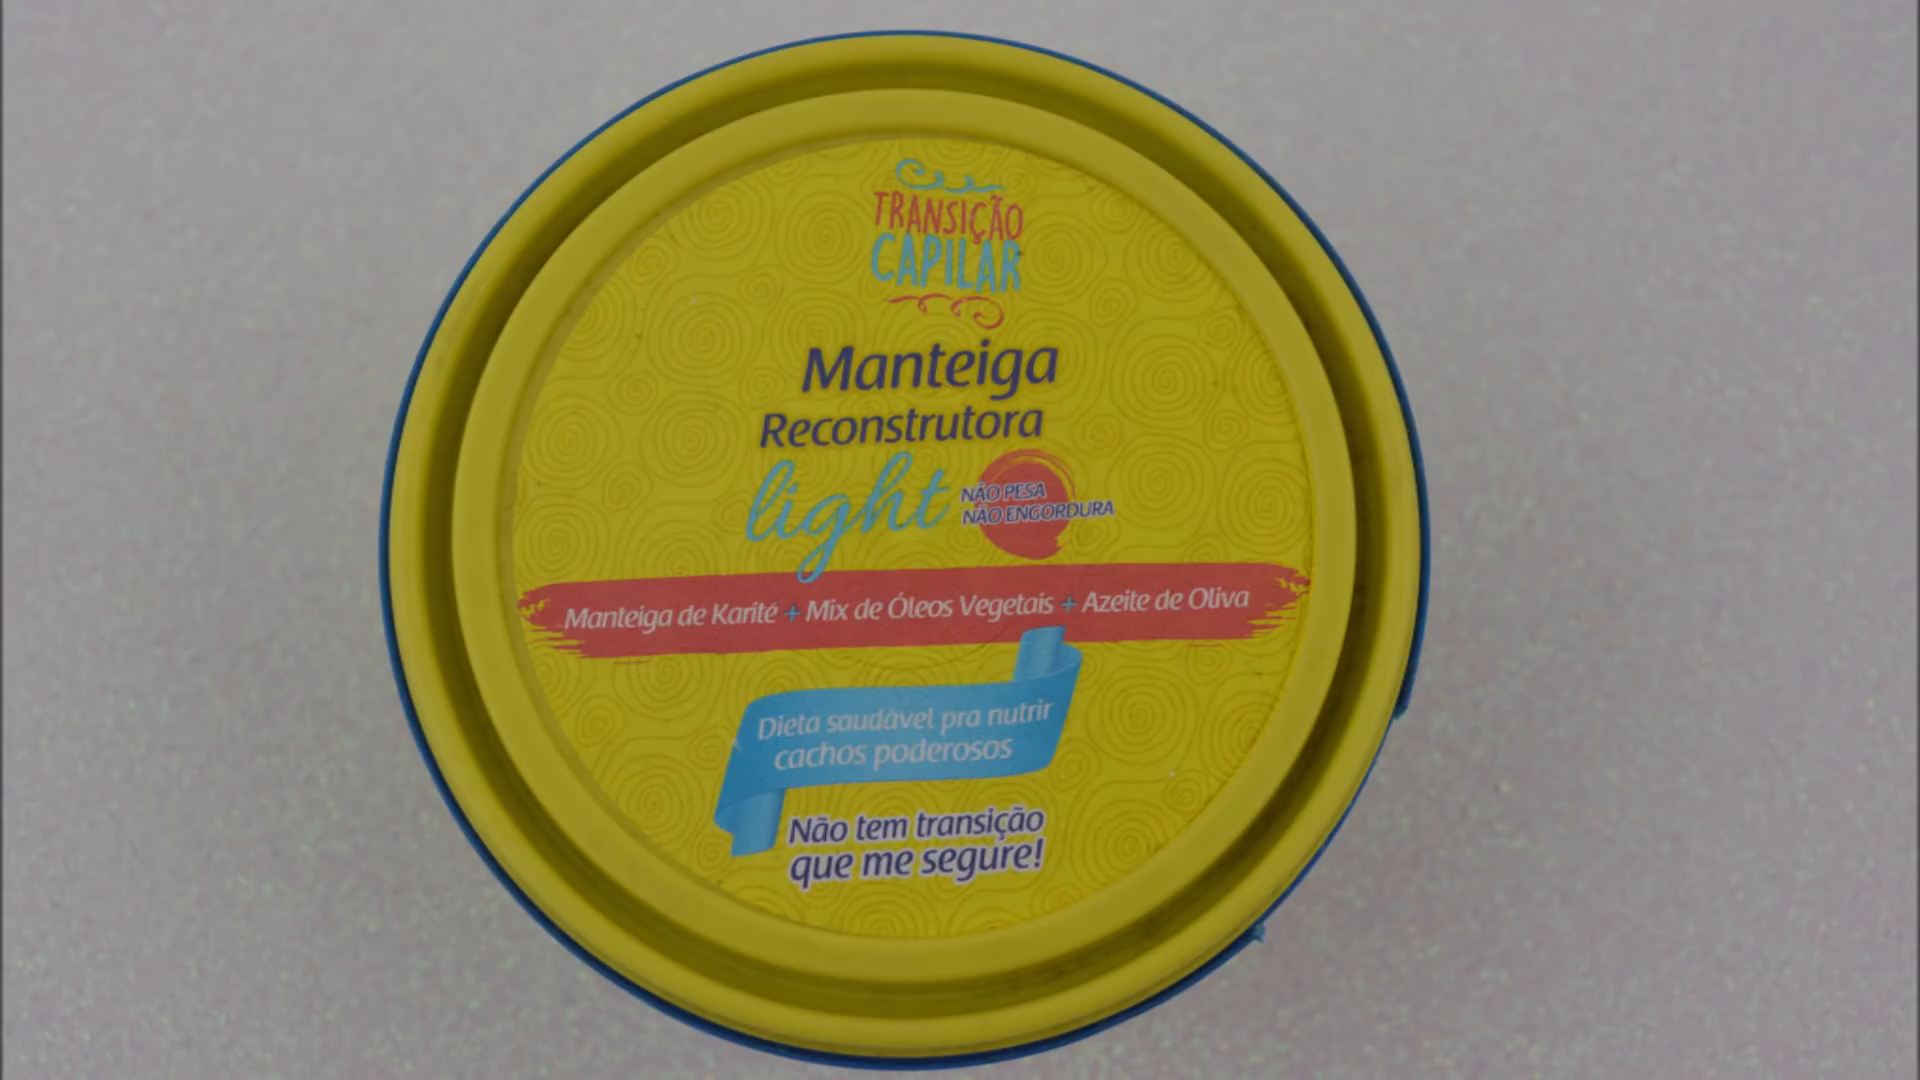 TRANSIÇÃO
CAPILAR
Manteiga
Reconstrutora
light
NÃO PESA
NÃO ENGORDURA
Manteiga de Karité + Mix de Óleos Vegetais + Azeite de Oliva
Dieta saudável pra nutrir
cachos poderosos
Não tem transição
que me segure!